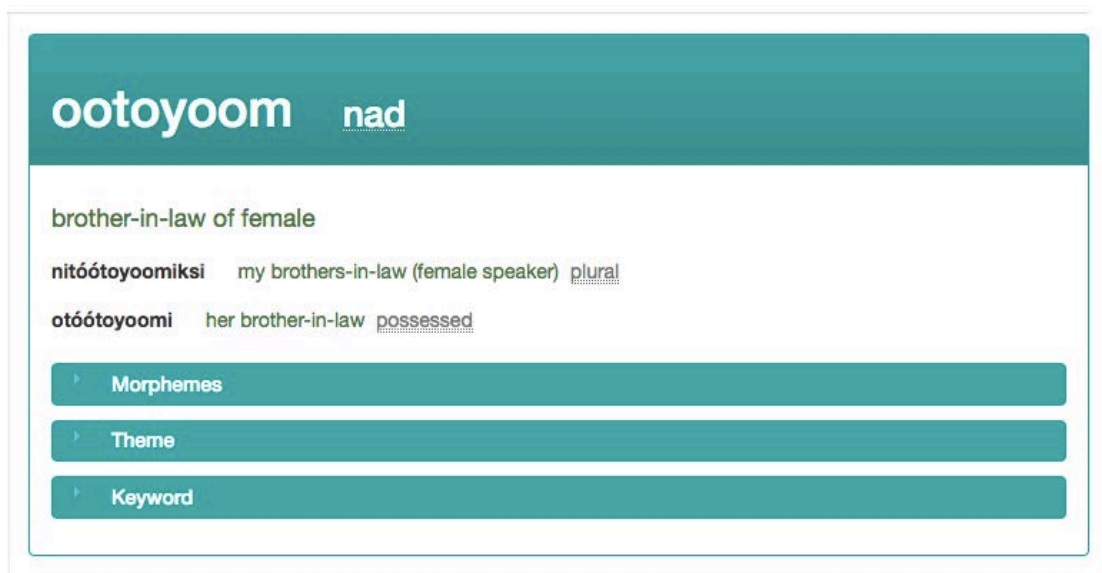 ootoyoom nad
brother-in-law of female
nitóótoyoomiksi my brothers-in-law (female speaker) plural
otóótoyoomi her brother-in-law possessed
Morphemes
Theme
Keyword